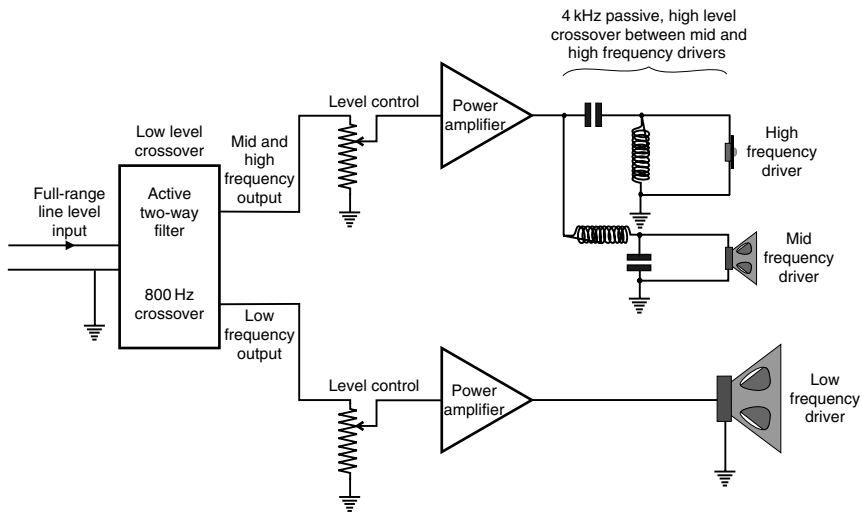 4 kHz passive, high level
crossover between mid and
high frequency drivers
Level control
Power
amplifier
Low level
crossover
Mid and
high
frequency
output
High
frequency
driver
Full-range
line level
input
Active
two-way
filter
Mid
frequency
driver
800 Hz
crossover
Low
frequency
output
Level control
Power
amplifier
Low
frequency
driver